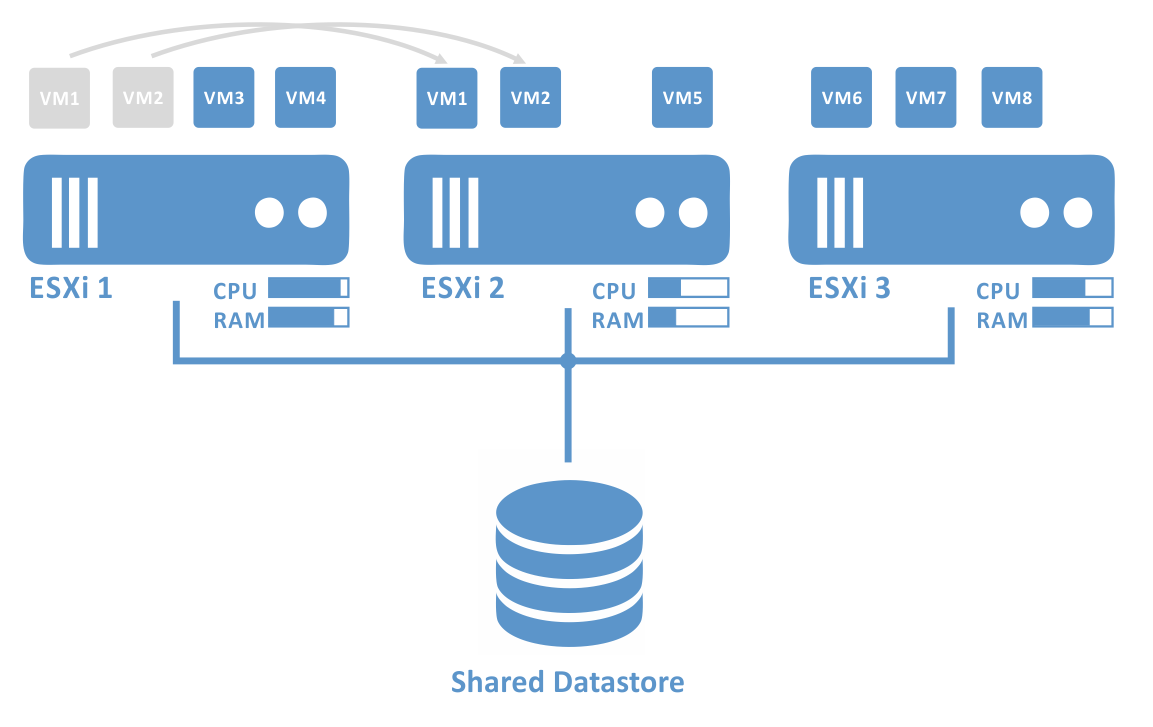 VM1 VM2 VM3 VM4 VM1 VM2 VM5 VM6 VM7 VM8
ESXi 1 CPU ESXi 2 CPU ESXi 3 CPU
RAM RAM RAM
Shared Datastore